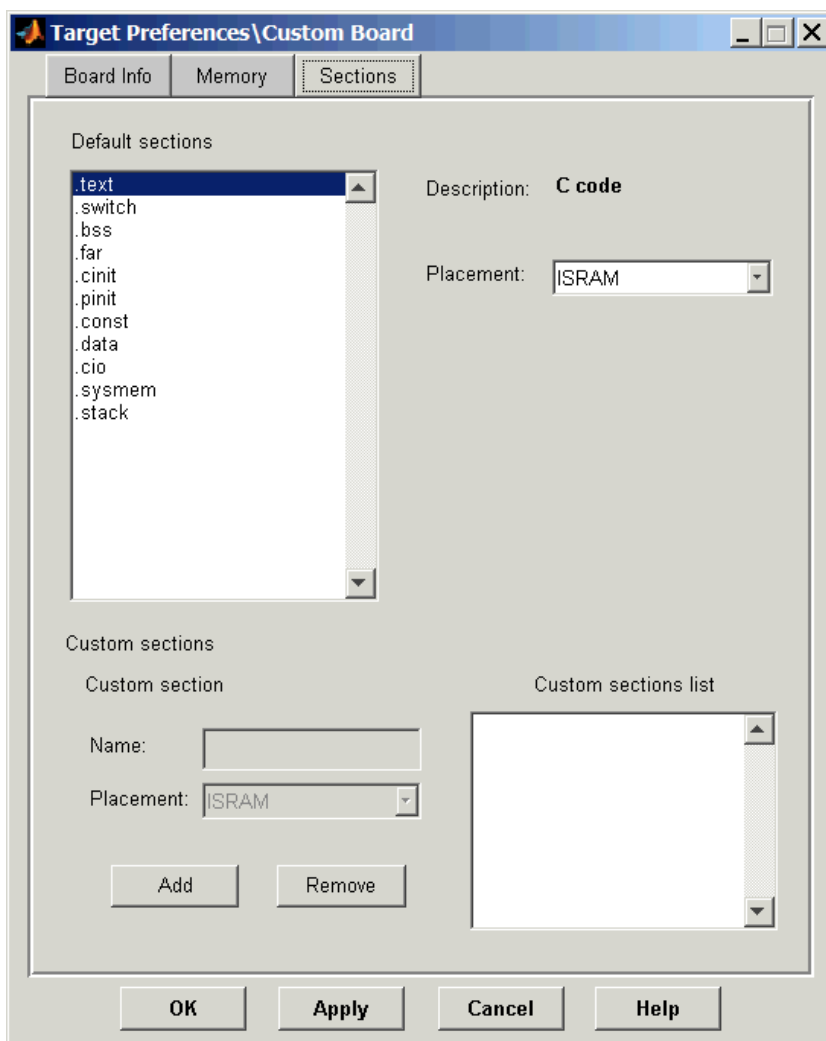 Target Preferences\Custom Board
Board Info Memory Sections
Default sections
.text
.switch
.bss
.far
.cinit
.pinit
.const
.data
.cio
.sysmem
.stack
Description: C code
Placement: ISRAM
Custom sections
Custom section
Name:
Placement: ISRAM
Add Remove
Custom sections list
OK Apply Cancel Help